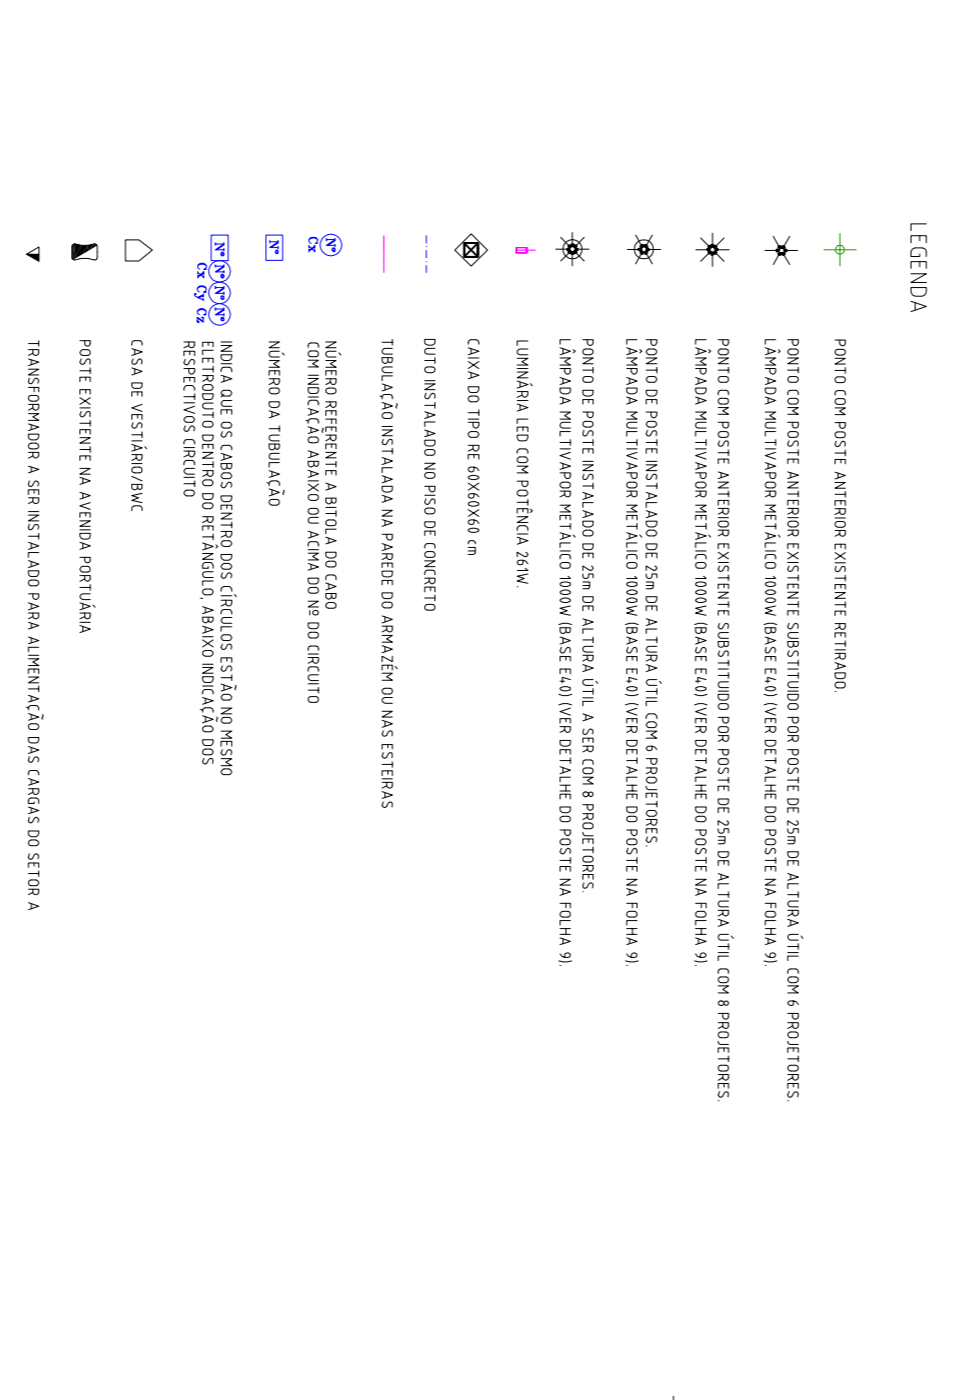 LEGENDA
PONTO COM POSTE ANTERIOR EXISTENTE RETIRADO.
PONTO COM POSTE ANTERIOR EXISTENTE SUBSTITUIDO POR POSTE DE 25m DE ALTURA ÚTIL COM 6 PROJETORES.
LÂMPADA MULTIVAPOR METÁLICO 1000W (BASE E40) (VER DETALHE DO POSTE NA FOLHA 9).
PONTO COM POSTE ANTERIOR EXISTENTE SUBSTITUIDO POR POSTE DE 25m DE ALTURA ÚTIL COM 8 PROJETORES.
LÂMPADA MULTIVAPOR METÁLICO 1000W (BASE E40) (VER DETALHE DO POSTE NA FOLHA 9).
PONTO DE POSTE INSTALADO DE 25m DE ALTURA ÚTIL COM 6 PROJETORES.
LÂMPADA MULTIVAPOR METÁLICO 1000W (BASE E40) (VER DETALHE DO POSTE NA FOLHA 9).
PONTO DE POSTE INSTALADO DE 25m DE ALTURA ÚTIL A SER COM 8 PROJETORES.
LÂMPADA MULTIVAPOR METÁLICO 1000W (BASE E40) (VER DETALHE DO POSTE NA FOLHA 9).
LUMINÁRIA LED COM POTÊNCIA 261W.
CAIXA DO TIPO RE 60X60X60 cm
DUTO INSTALADO NO PISO DE CONCRETO
TUBULAÇÃO INSTALADA NA PAREDE DO ARMAZÉM OU NAS ESTEIRAS
Nº NÚMERO REFERENTE A BITOLA DO CABO
Cx COM INDICAÇÃO ABAIXO OU ACIMA DO Nº DO CIRCUITO
Nº NÚMERO DA TUBULAÇÃO
Nº Nº Nº Nº INDICA QUE OS CABOS DENTRO DOS CÍRCULOS ESTÃO NO MESMO
Cx Cy Cz ELETRODUTO DENTRO DO RETÂNGULO, ABAIXO INDICAÇÃO DOS
RESPECTIVOS CIRCUITO
CASA DE VESTIÁRIO/BWC
POSTE EXISTENTE NA AVENIDA PORTUÁRIA
TRANSFORMADOR A SER INSTALADO PARA ALIMENTAÇÃO DAS CARGAS DO SETOR A